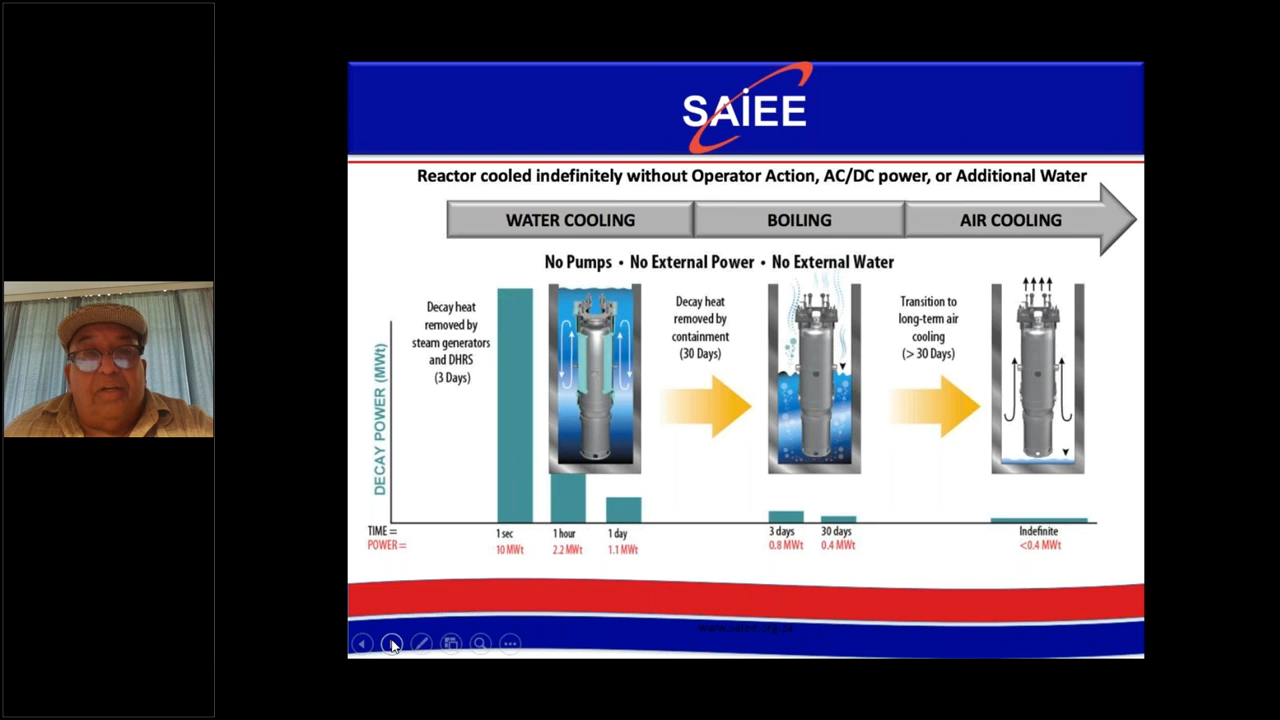 SAIEE
Reactor cooled indefinitely without Operator Action, AC/DC power, or Additional Water
WATER COOLING
BOILING
AIR COOLING
No Pumps • No External Power • No External Water
Decay heat
removed by
steam generators
and DHRS
(3 Days)
Decay heat
removed by
containment
(30 Days)
Transition to
long-term air
cooling
(> 30 Days)
DECAY POWER (MWt)
TIME =
1 sec
1 hour
1 day
3 days
30 days
Indefinite
POWER =
10 MWt
2.2 MWt
1.1 MWt
0.8 MWt
0.4 MWt
<0.4 MWt
www.saiee.org.za